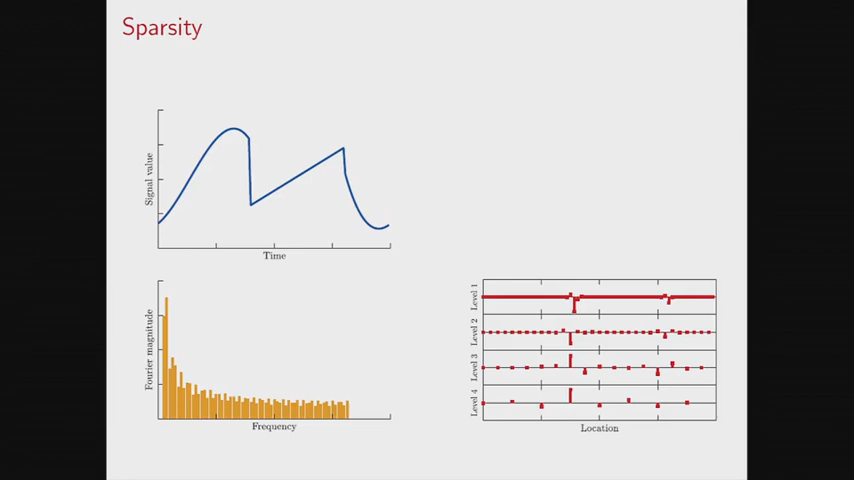 Sparsity
Signal value
Time
Fourier magnitude
Frequency
Level 1
Level 2
Level 3
Level 4
Location